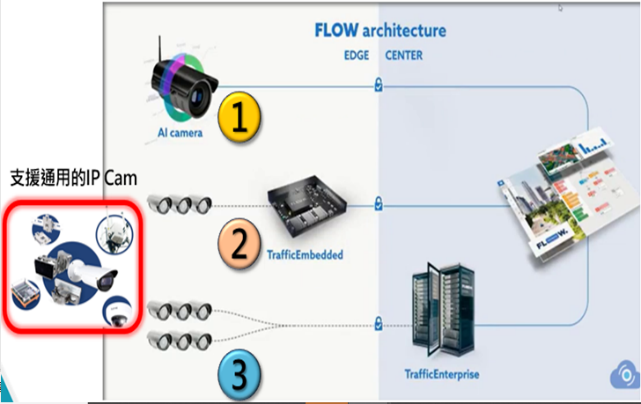 FLOW architecture
EDGE CENTER
AI camera
1
支援通用的IP Cam
2
TrafficEmbedded
FLOW.
3
TrafficEnterprise